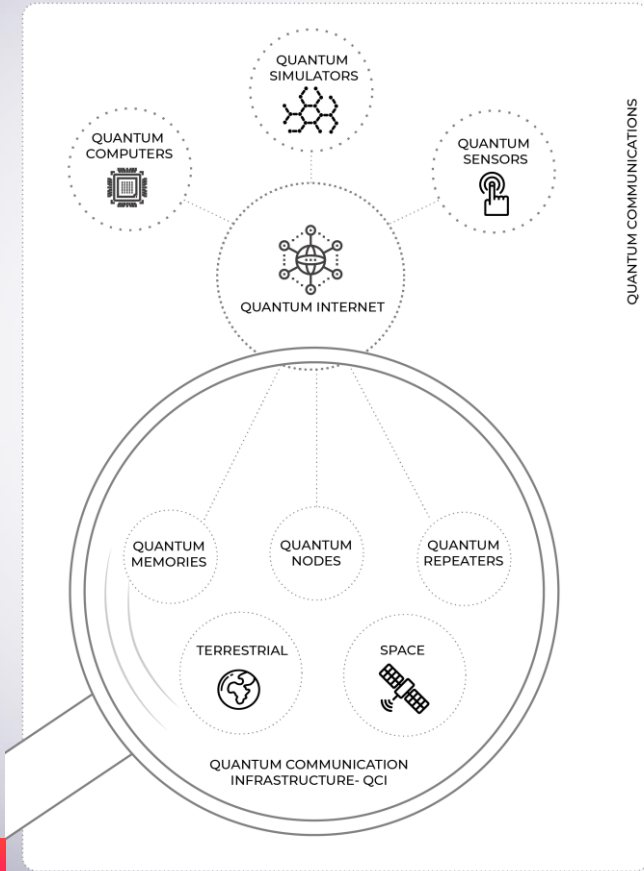 QUANTUM
SIMULATORS
QUANTUM
COMPUTERS
QUANTUM
SENSORS
QUANTUM COMMUNICATIONS
QUANTUM INTERNET
QUANTUM
MEMORIES
QUANTUM
NODES
QUANTUM
REPEATERS
TERRESTRIAL
SPACE
QUANTUM COMMUNICATION
INFRASTRUCTURE- QCI